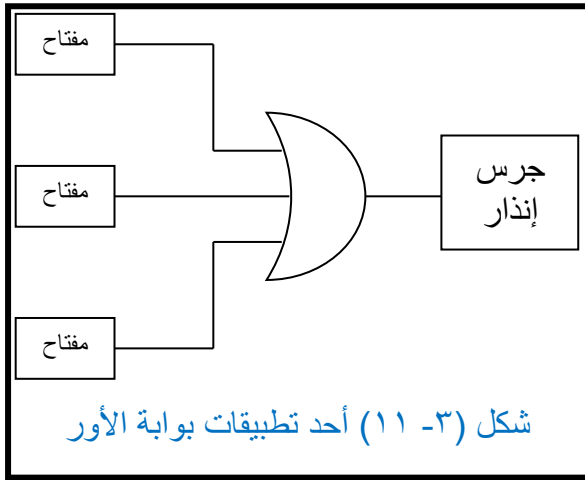 مفتاح
مفتاح
جرس
إنذار
مفتاح
شكل (٣- ١١) أحد تطبيقات بوابة الأور